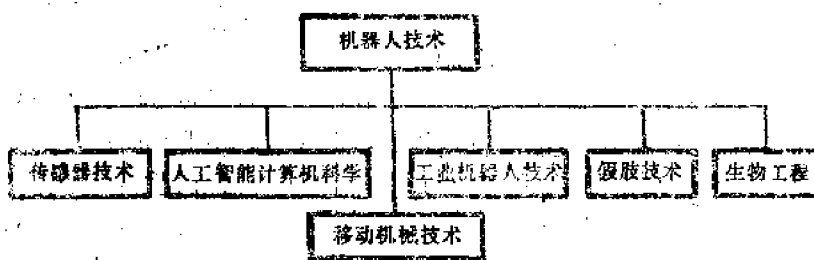 机器人技术
传感器技术
人工智能计算机科学
工业机器人技术
假肢技术
生物工程
移动机械技术